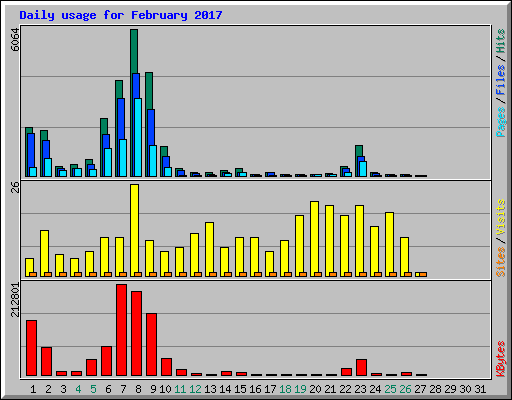 Daily usage for February 2017
6064
Pages / Files / Hits
26
Sites / Visits
212801
KBytes
1 2 3 4 5 6 7 8 9 10 11 12 13 14 15 16 17 18 19 20 21 22 23 24 25 26 27 28 29 30 31